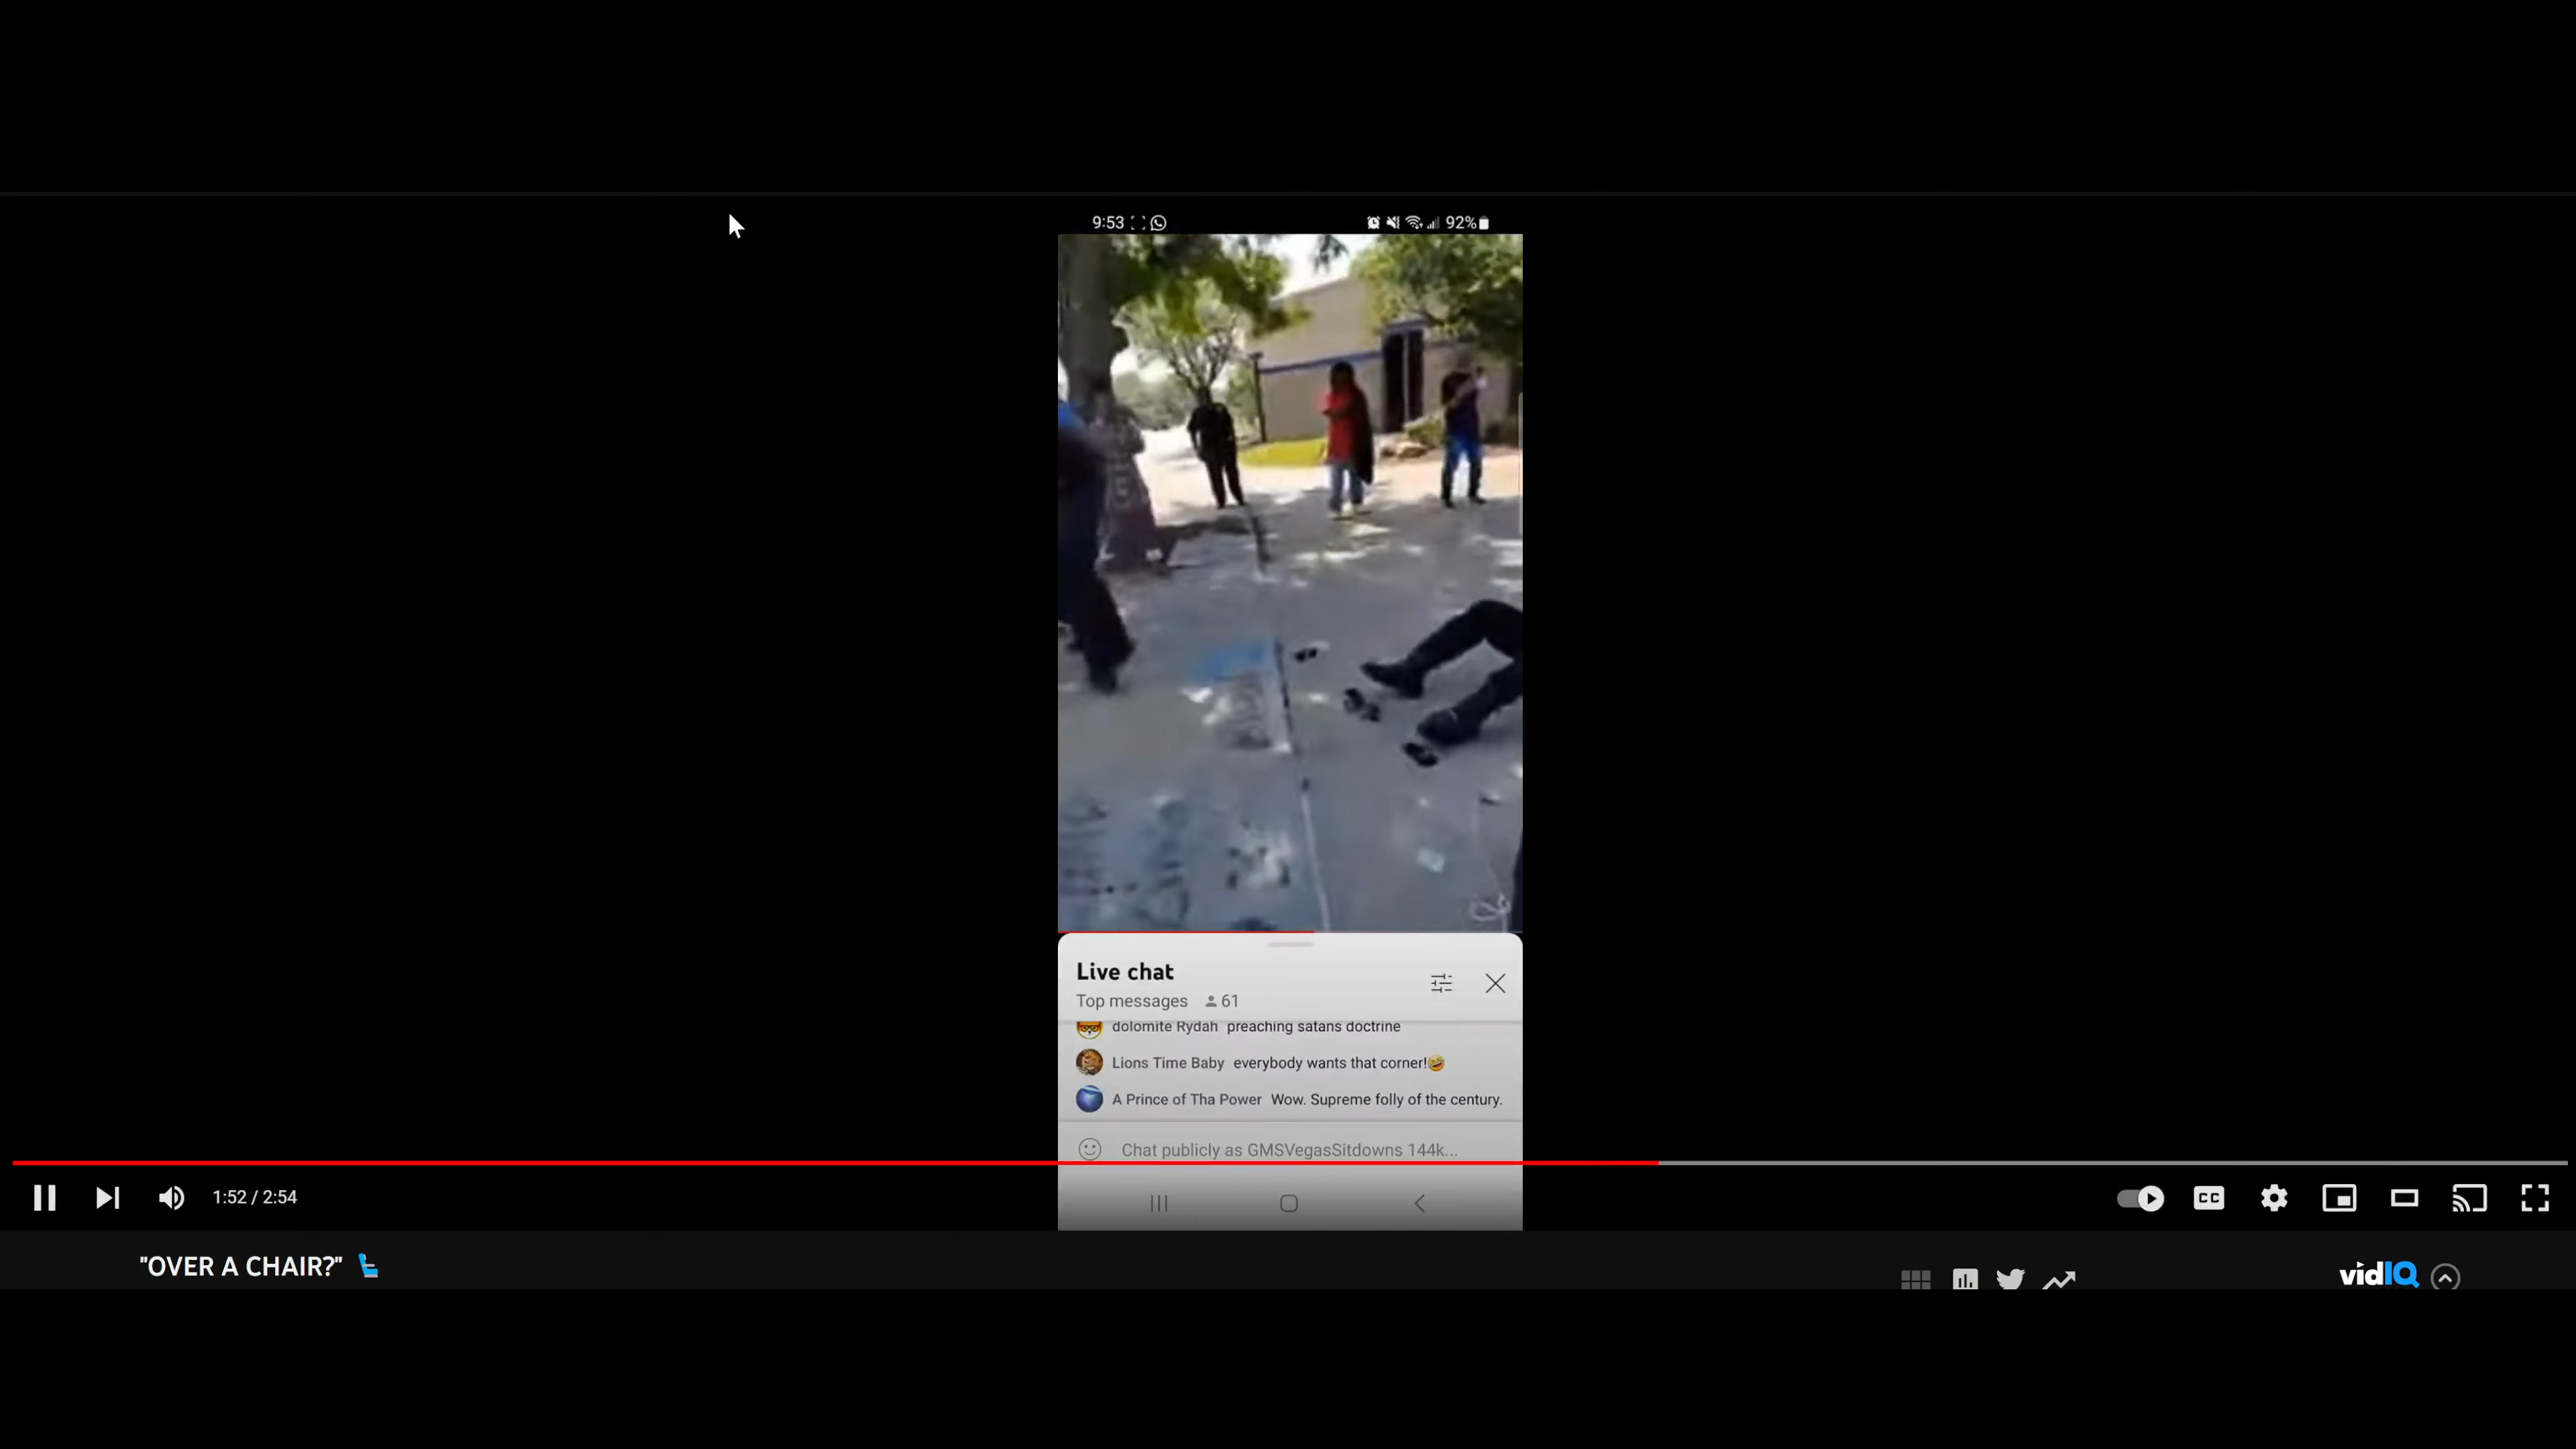 9:53
92%
Live chat
Top messages 61
dolomite Rydah preaching satans doctrine
Lions Time Baby everybody wants that corner!🤣
A Prince of Tha Power Wow. Supreme folly of the century.
Chat publicly as GMSVegasSitdowns 144k...
1:52 / 2:54
CC
"OVER A CHAIR?" 💺
vidIQ